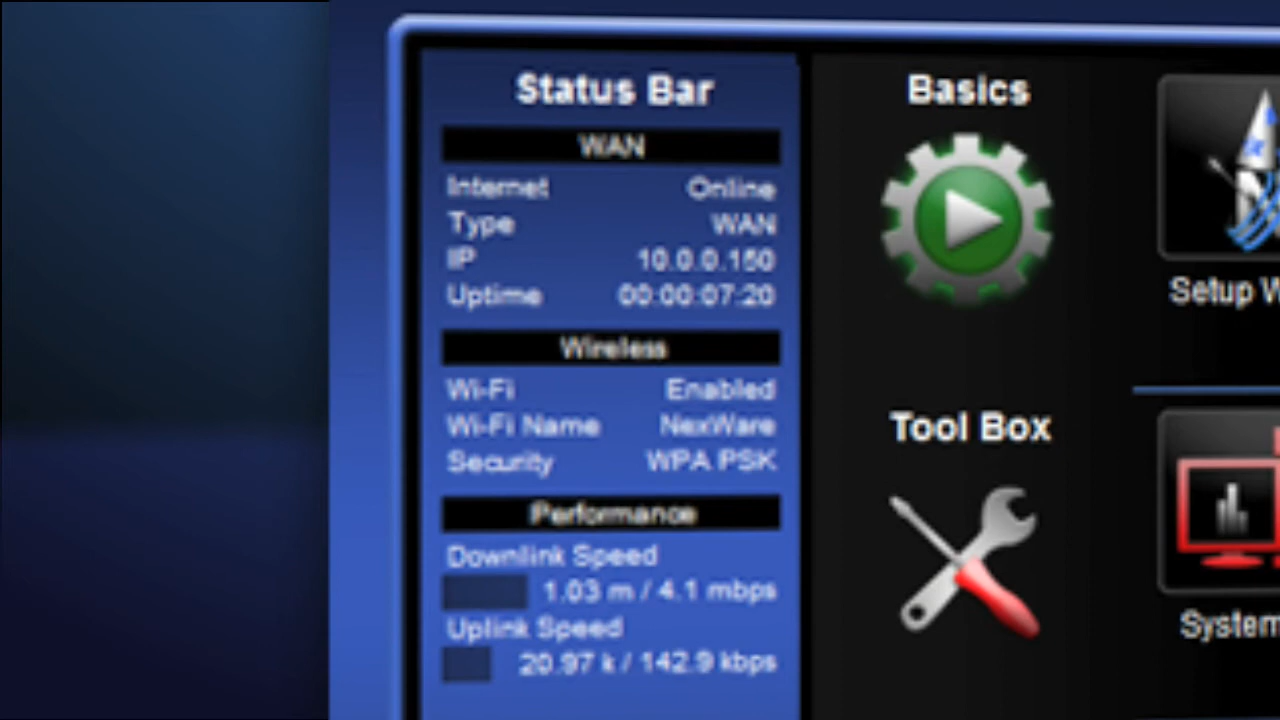 Status Bar
WAN
Internet Online
Type WAN
IP 10.0.0.150
Uptime 00:00:07:20
Wireless
Wi-Fi Enabled
Wi-Fi Name NexWare
Security WPA PSK
Performance
Downlink Speed
1.03 m / 4.1 mbps
Uplink Speed
20.97 k / 142.9 kbps
Basics
Setup W
Tool Box
System